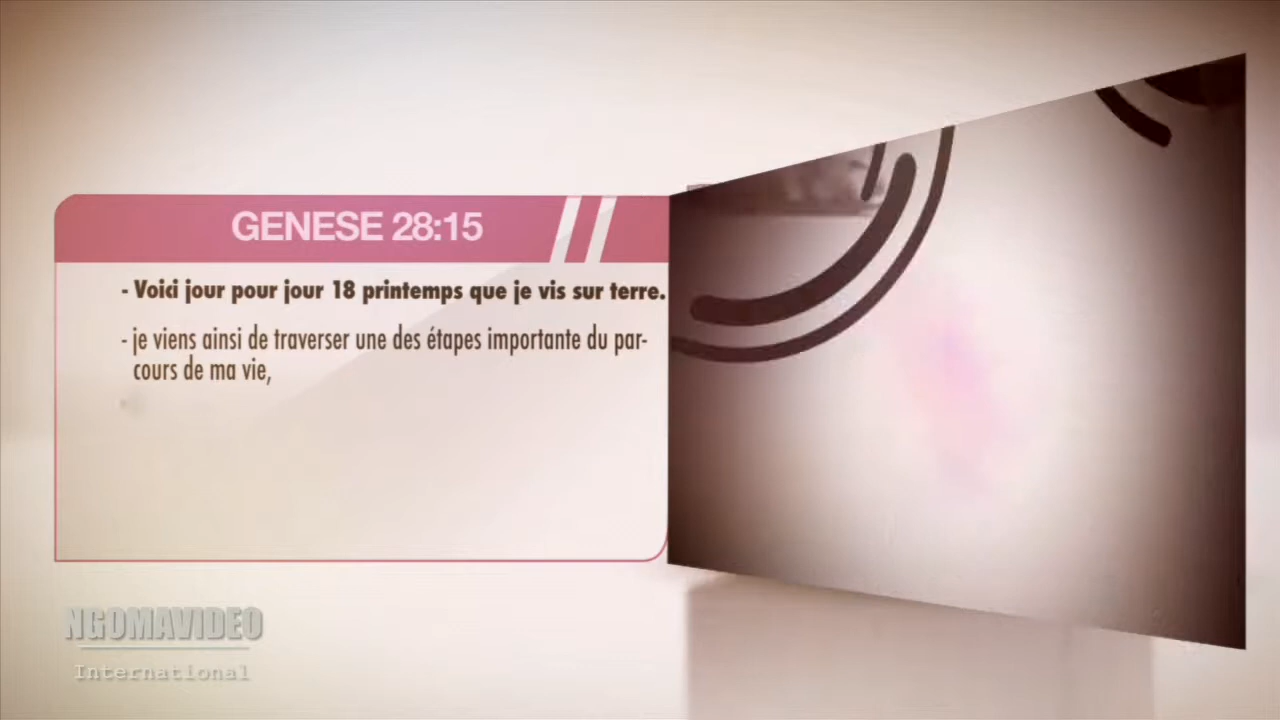 GENESE 28:15
- Voici jour pour jour 18 printemps que je vis sur terre.
- je viens ainsi de traverser une des étapes importante du par-
cours de ma vie,
NGOMAVIDEO
International